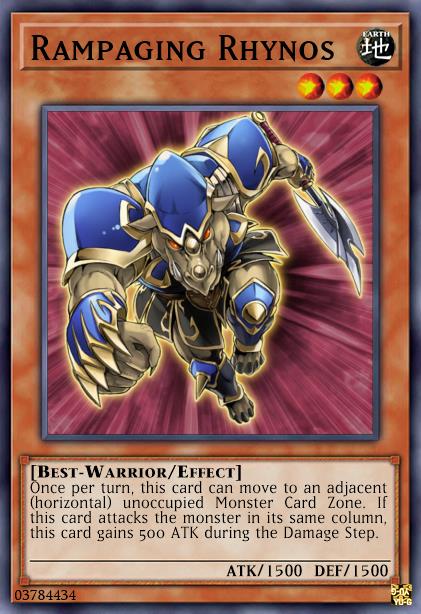 RAMPAGING RHYNOS
EARTH
地
[BEST-WARRIOR/EFFECT]
Once per turn, this card can move to an adjacent
(horizontal) unoccupied Monster Card Zone. If
this card attacks the monster in its same column,
this card gains 500 ATK during the Damage Step.
ATK/1500 DEF/1500
03784434